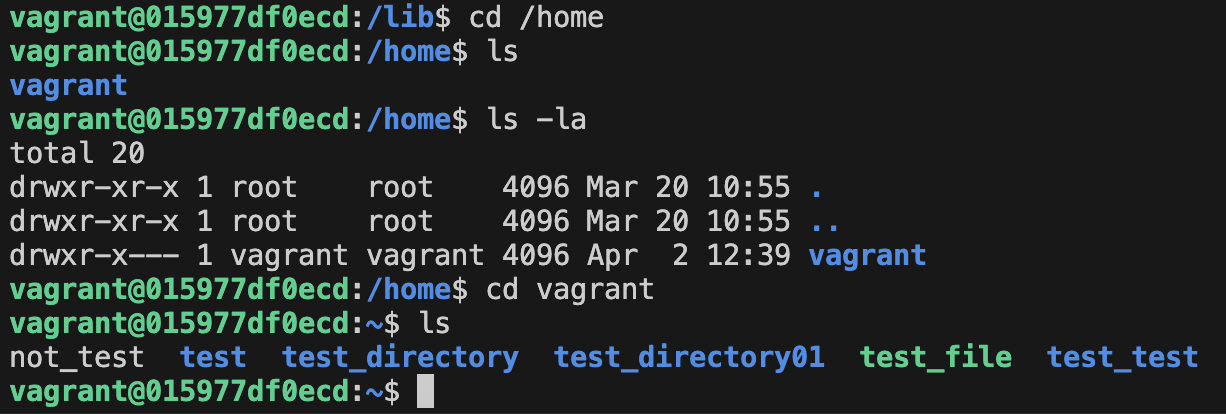 vagrant@015977df0ecd:/lib$ cd /home
vagrant@015977df0ecd:/home$ ls
vagrant
vagrant@015977df0ecd:/home$ ls -la
total 20
drwxr-xr-x 1 root    root    4096 Mar 20 10:55 .
drwxr-xr-x 1 root    root    4096 Mar 20 10:55 ..
drwxr-x--- 1 vagrant vagrant 4096 Apr  2 12:39 vagrant
vagrant@015977df0ecd:/home$ cd vagrant
vagrant@015977df0ecd:~$ ls
not_test  test  test_directory  test_directory01  test_file  test_test
vagrant@015977df0ecd:~$